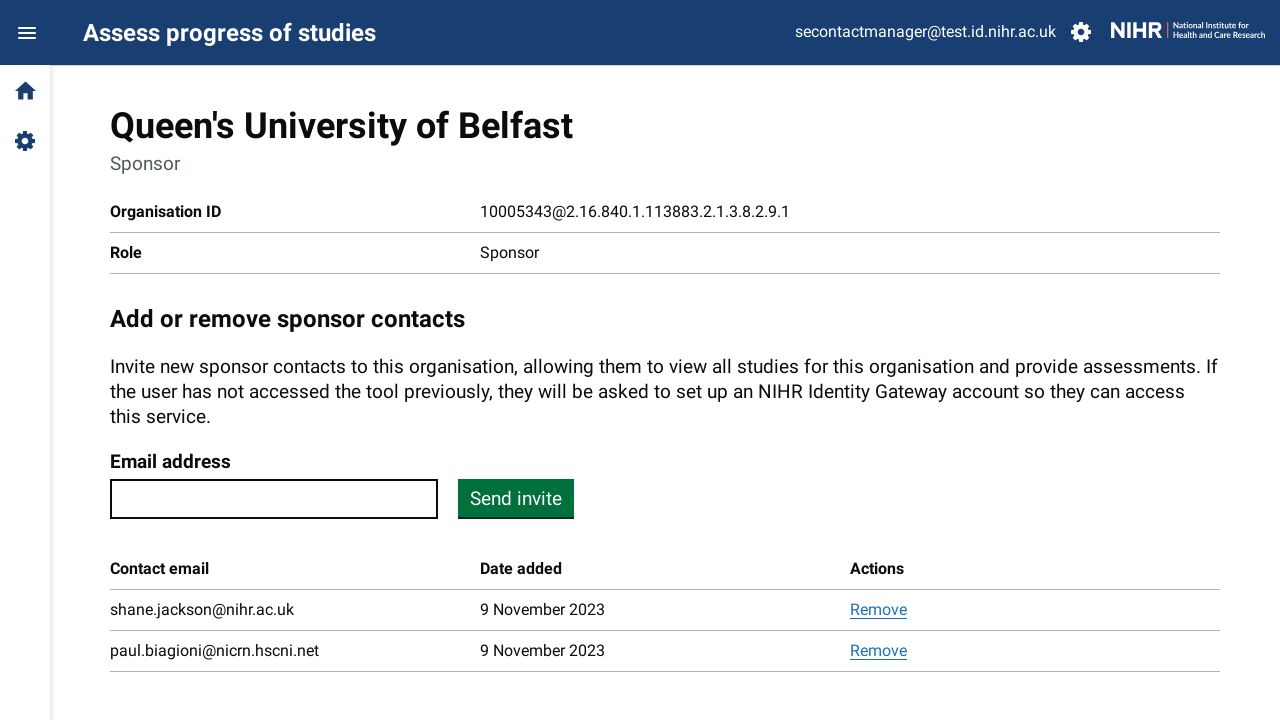 Assess progress of studies
secontactmanager@test.id.nihr.ac.uk
NIHR
National Institute for
Health and Care Research
Queen's University of Belfast
Sponsor
Organisation ID 10005343@2.16.840.1.113883.2.1.3.8.2.9.1
Role Sponsor
Add or remove sponsor contacts
Invite new sponsor contacts to this organisation, allowing them to view all studies for this organisation and provide assessments. If
the user has not accessed the tool previously, they will be asked to set up an NIHR Identity Gateway account so they can access
this service.
Email address
Send invite
Contact email Date added Actions
shane.jackson@nihr.ac.uk 9 November 2023 Remove
paul.biagioni@nicrn.hscni.net 9 November 2023 Remove